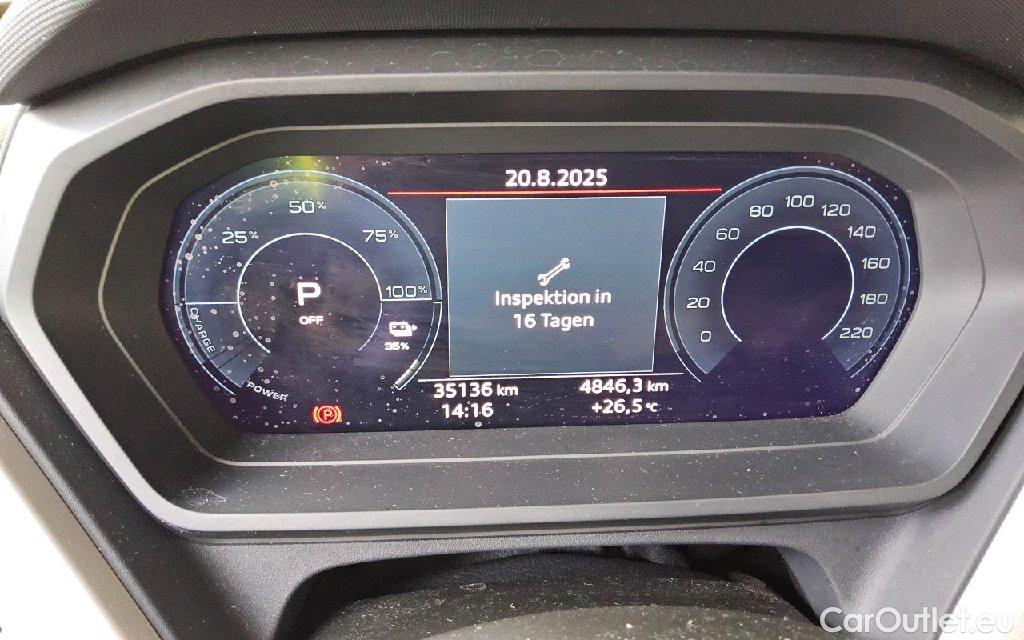 20.8.2025
50%
25%
75%
100%
P
OFF
35%
CHARGE
POWER
(P)
Inspektion in
16 Tagen
35136 km
4846,3 km
14:16
+26,5 °C
0
20
40
60
80
100
120
140
160
180
220
CarOutlet.eu